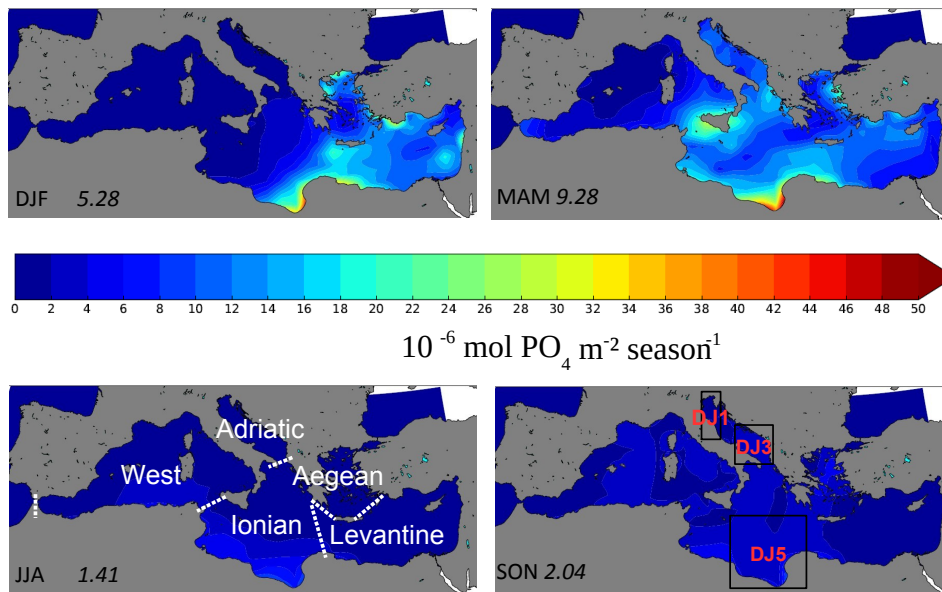 DJF 5.28
MAM 9.28
0 2 4 6 8 10 12 14 16 18 20 22 24 26 28 30 32 34 36 38 40 42 44 46 48 50
10⁻⁶ mol PO₄ m⁻² season⁻¹
Adriatic
West
Aegean
Ionian
Levantine
JJA 1.41
DJ1
DJ3
DJ5
SON 2.04